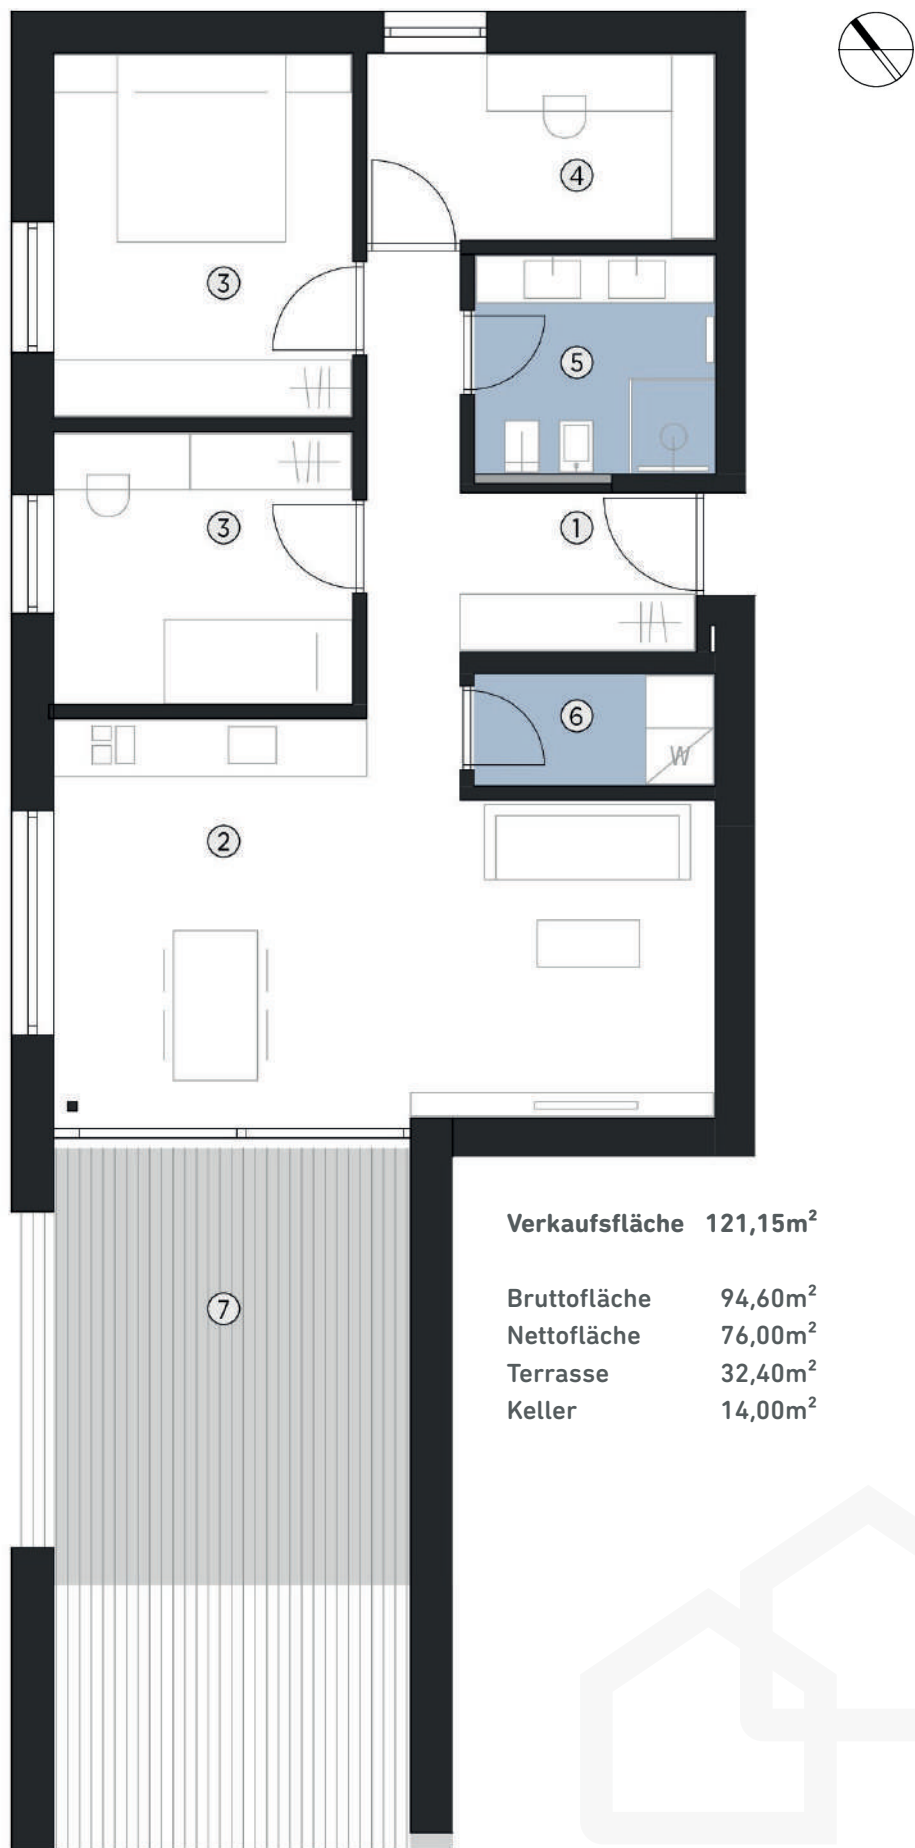 4
3
5
3
1
6
W
2
7
Verkaufsfläche 121,15m²
Bruttofläche 94,60m²
Nettofläche 76,00m²
Terrasse 32,40m²
Keller 14,00m²